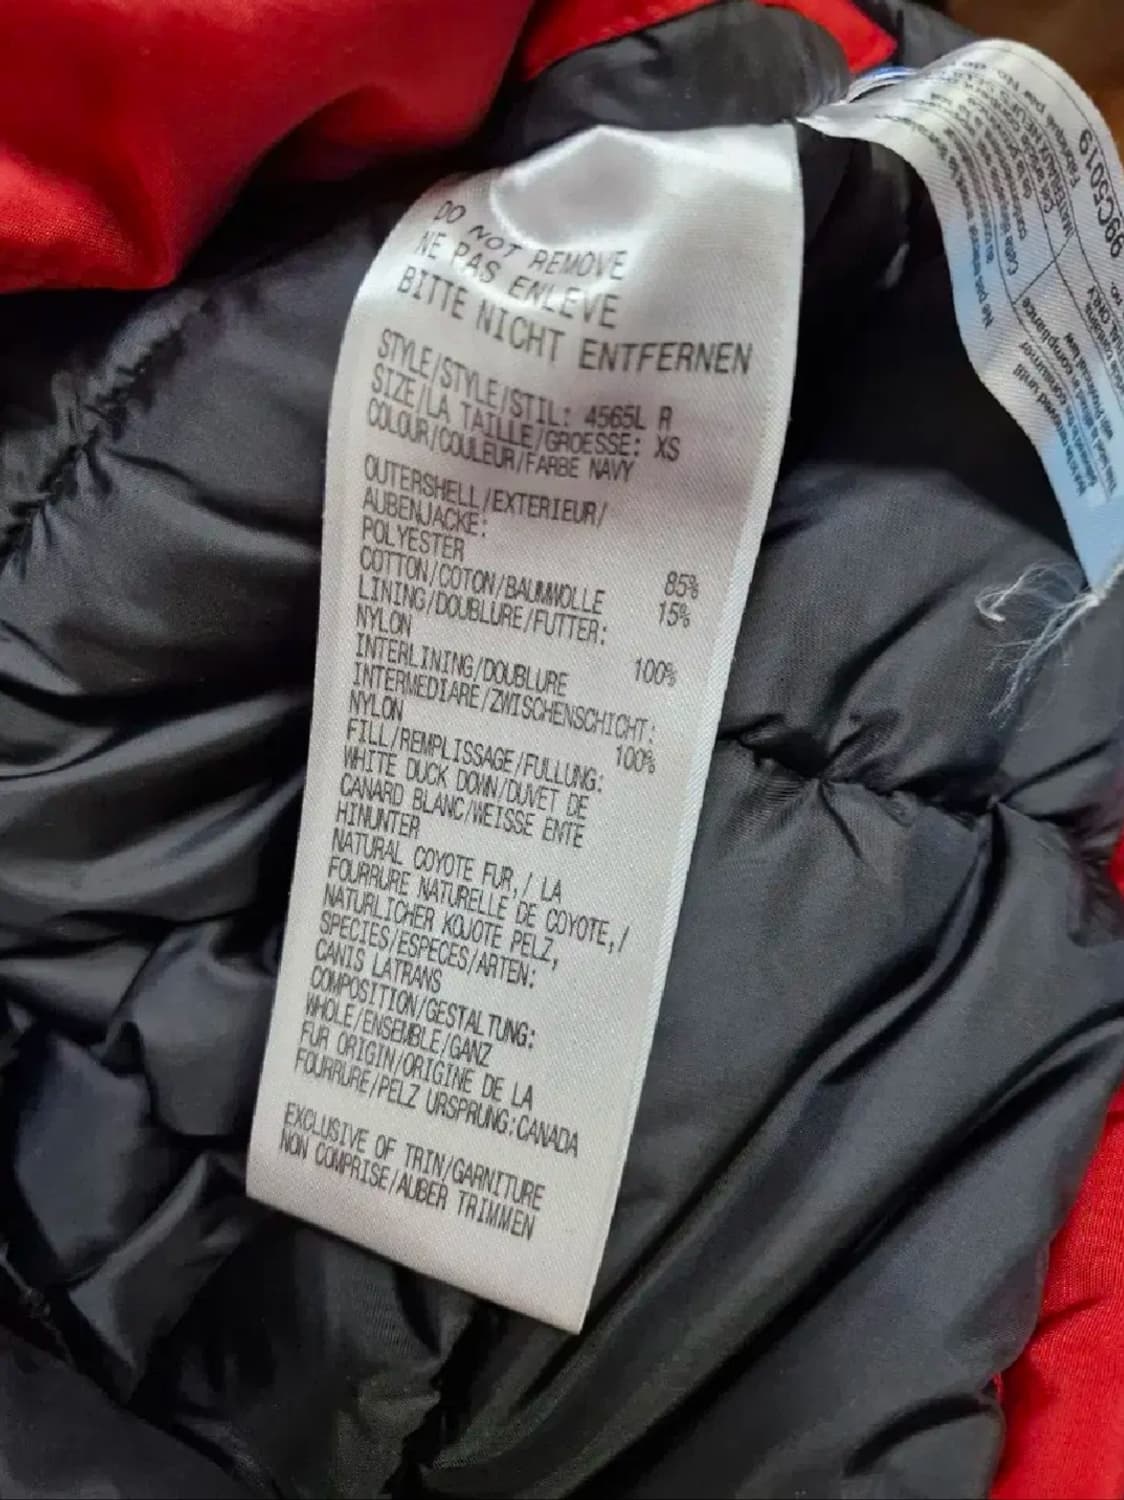 DO NOT REMOVE
NE PAS ENLEVE
BITTE NICHT ENTFERNEN
STYLE/STYLE/STIL: 4565L R
SIZE/LA TAILLE/GROESSE: XS
COLOUR/COULEUR/FARBE NAVY
OUTERSHELL/EXTERIEUR/
AUBENJACKE:
POLYESTER 85%
COTTON/COTON/BAUMWOLLE 15%
LINING/DOUBLURE/FUTTER:
NYLON 100%
INTERLINING/DOUBLURE
INTERMEDIARE/ZWISCHENSCHICHT:
NYLON 100%
FILL/REMPLISSAGE/FULLUNG:
WHITE DUCK DOWN/DUVET DE
CANARD BLANC/WEISSE ENTE
HINUNTER
NATURAL COYOTE FUR,/ LA
FOURRURE NATURELLE DE COYOTE,/
NATURLICHER KOJOTE PELZ,
SPECIES/ESPECES/ARTEN:
CANIS LATRANS
COMPOSITION/GESTALTUNG:
WHOLE/ENSEMBLE/GANZ
FUR ORIGIN/ORIGINE DE LA
FOURRURE/PELZ URSPRUNG:CANADA
EXCLUSIVE OF TRIN/GARNITURE
NON COMPRISE/AUBER TRIMMEN
99C5019